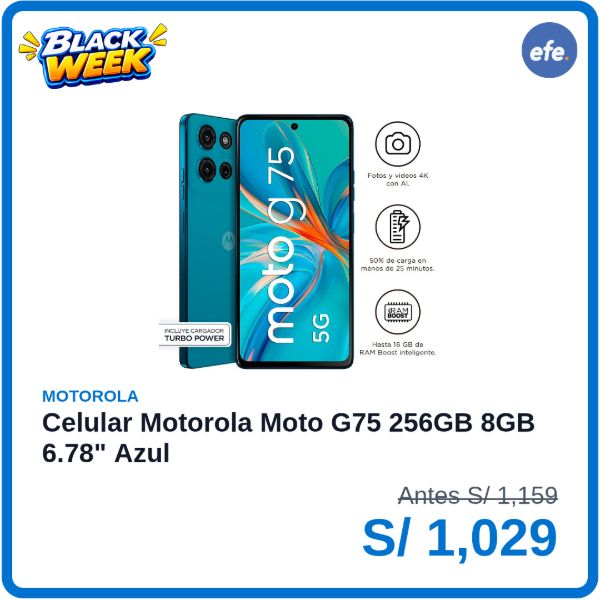 BLACK
WEEK
efe.
moto g 75
5G
Fotos y videos 4K
con AI.
50% de carga en
menos de 25 minutos.
RAM
BOOST
Hasta 16 GB de
RAM Boost inteligente.
INCLUYE CARGADOR
TURBO POWER
MOTOROLA
Celular Motorola Moto G75 256GB 8GB
6.78" Azul
Antes S/ 1,159
S/ 1,029